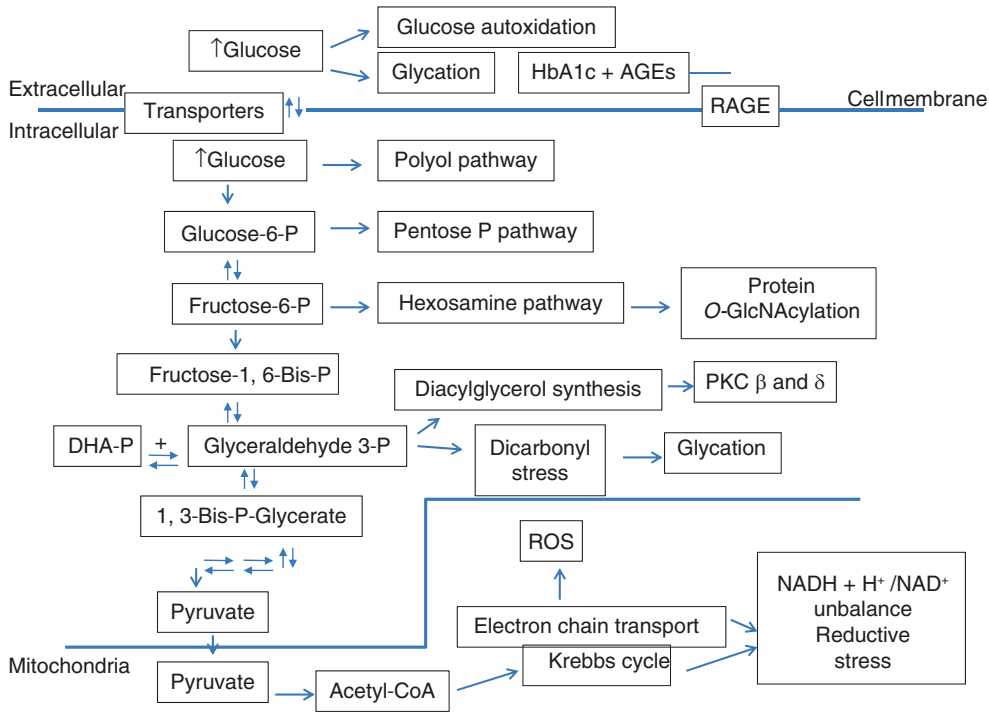 ↑Glucose
Glucose autoxidation
Glycation
HbA1c + AGEs
Extracellular
Intracellular
Transporters
RAGE
Cellmembrane
↑Glucose
Polyol pathway
Glucose-6-P
Pentose P pathway
Fructose-6-P
Hexosamine pathway
Protein
O-GlcNAcylation
Fructose-1, 6-Bis-P
Diacylglycerol synthesis
PKC β and δ
DHA-P
+
Glyceraldehyde 3-P
Dicarbonyl
stress
Glycation
1, 3-Bis-P-Glycerate
ROS
Pyruvate
Electron chain transport
NADH + H⁺ /NAD⁺
unbalance
Reductive
stress
Mitochondria
Pyruvate
Acetyl-CoA
Krebbs cycle